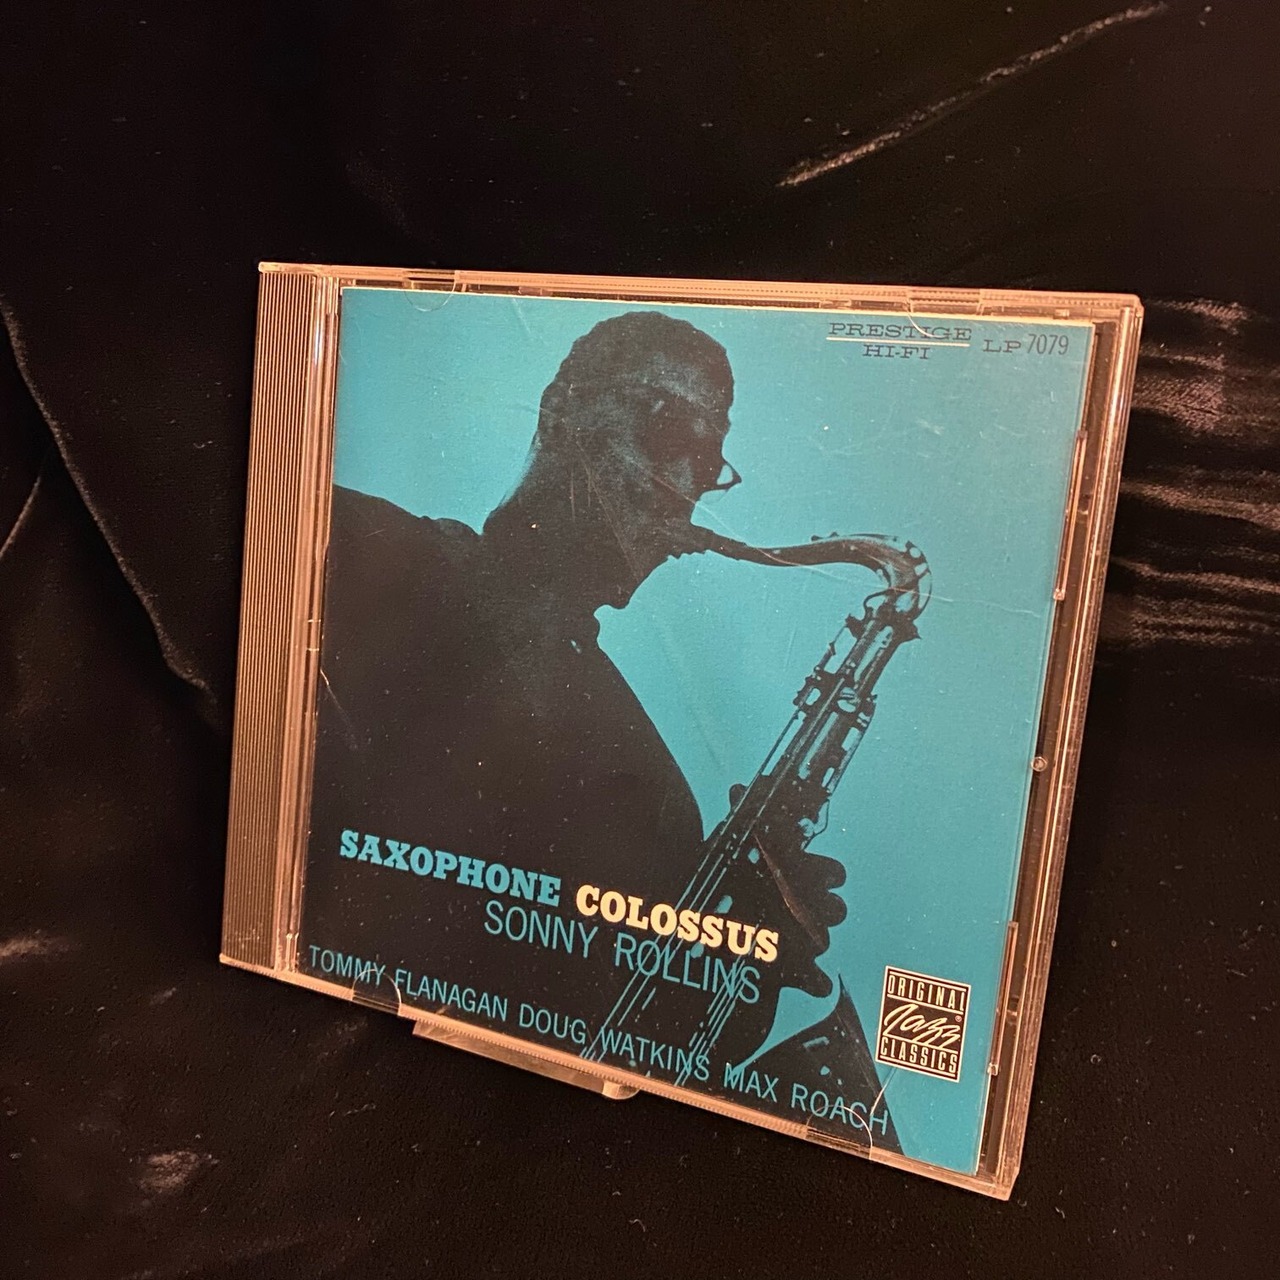 PRESTIGE LP 7079
HI-FI
SAXOPHONE COLOSSUS
SONNY ROLLINS
TOMMY FLANAGAN DOUG WATKINS MAX ROACH
ORIGINAL
Jazz®
CLASSICS